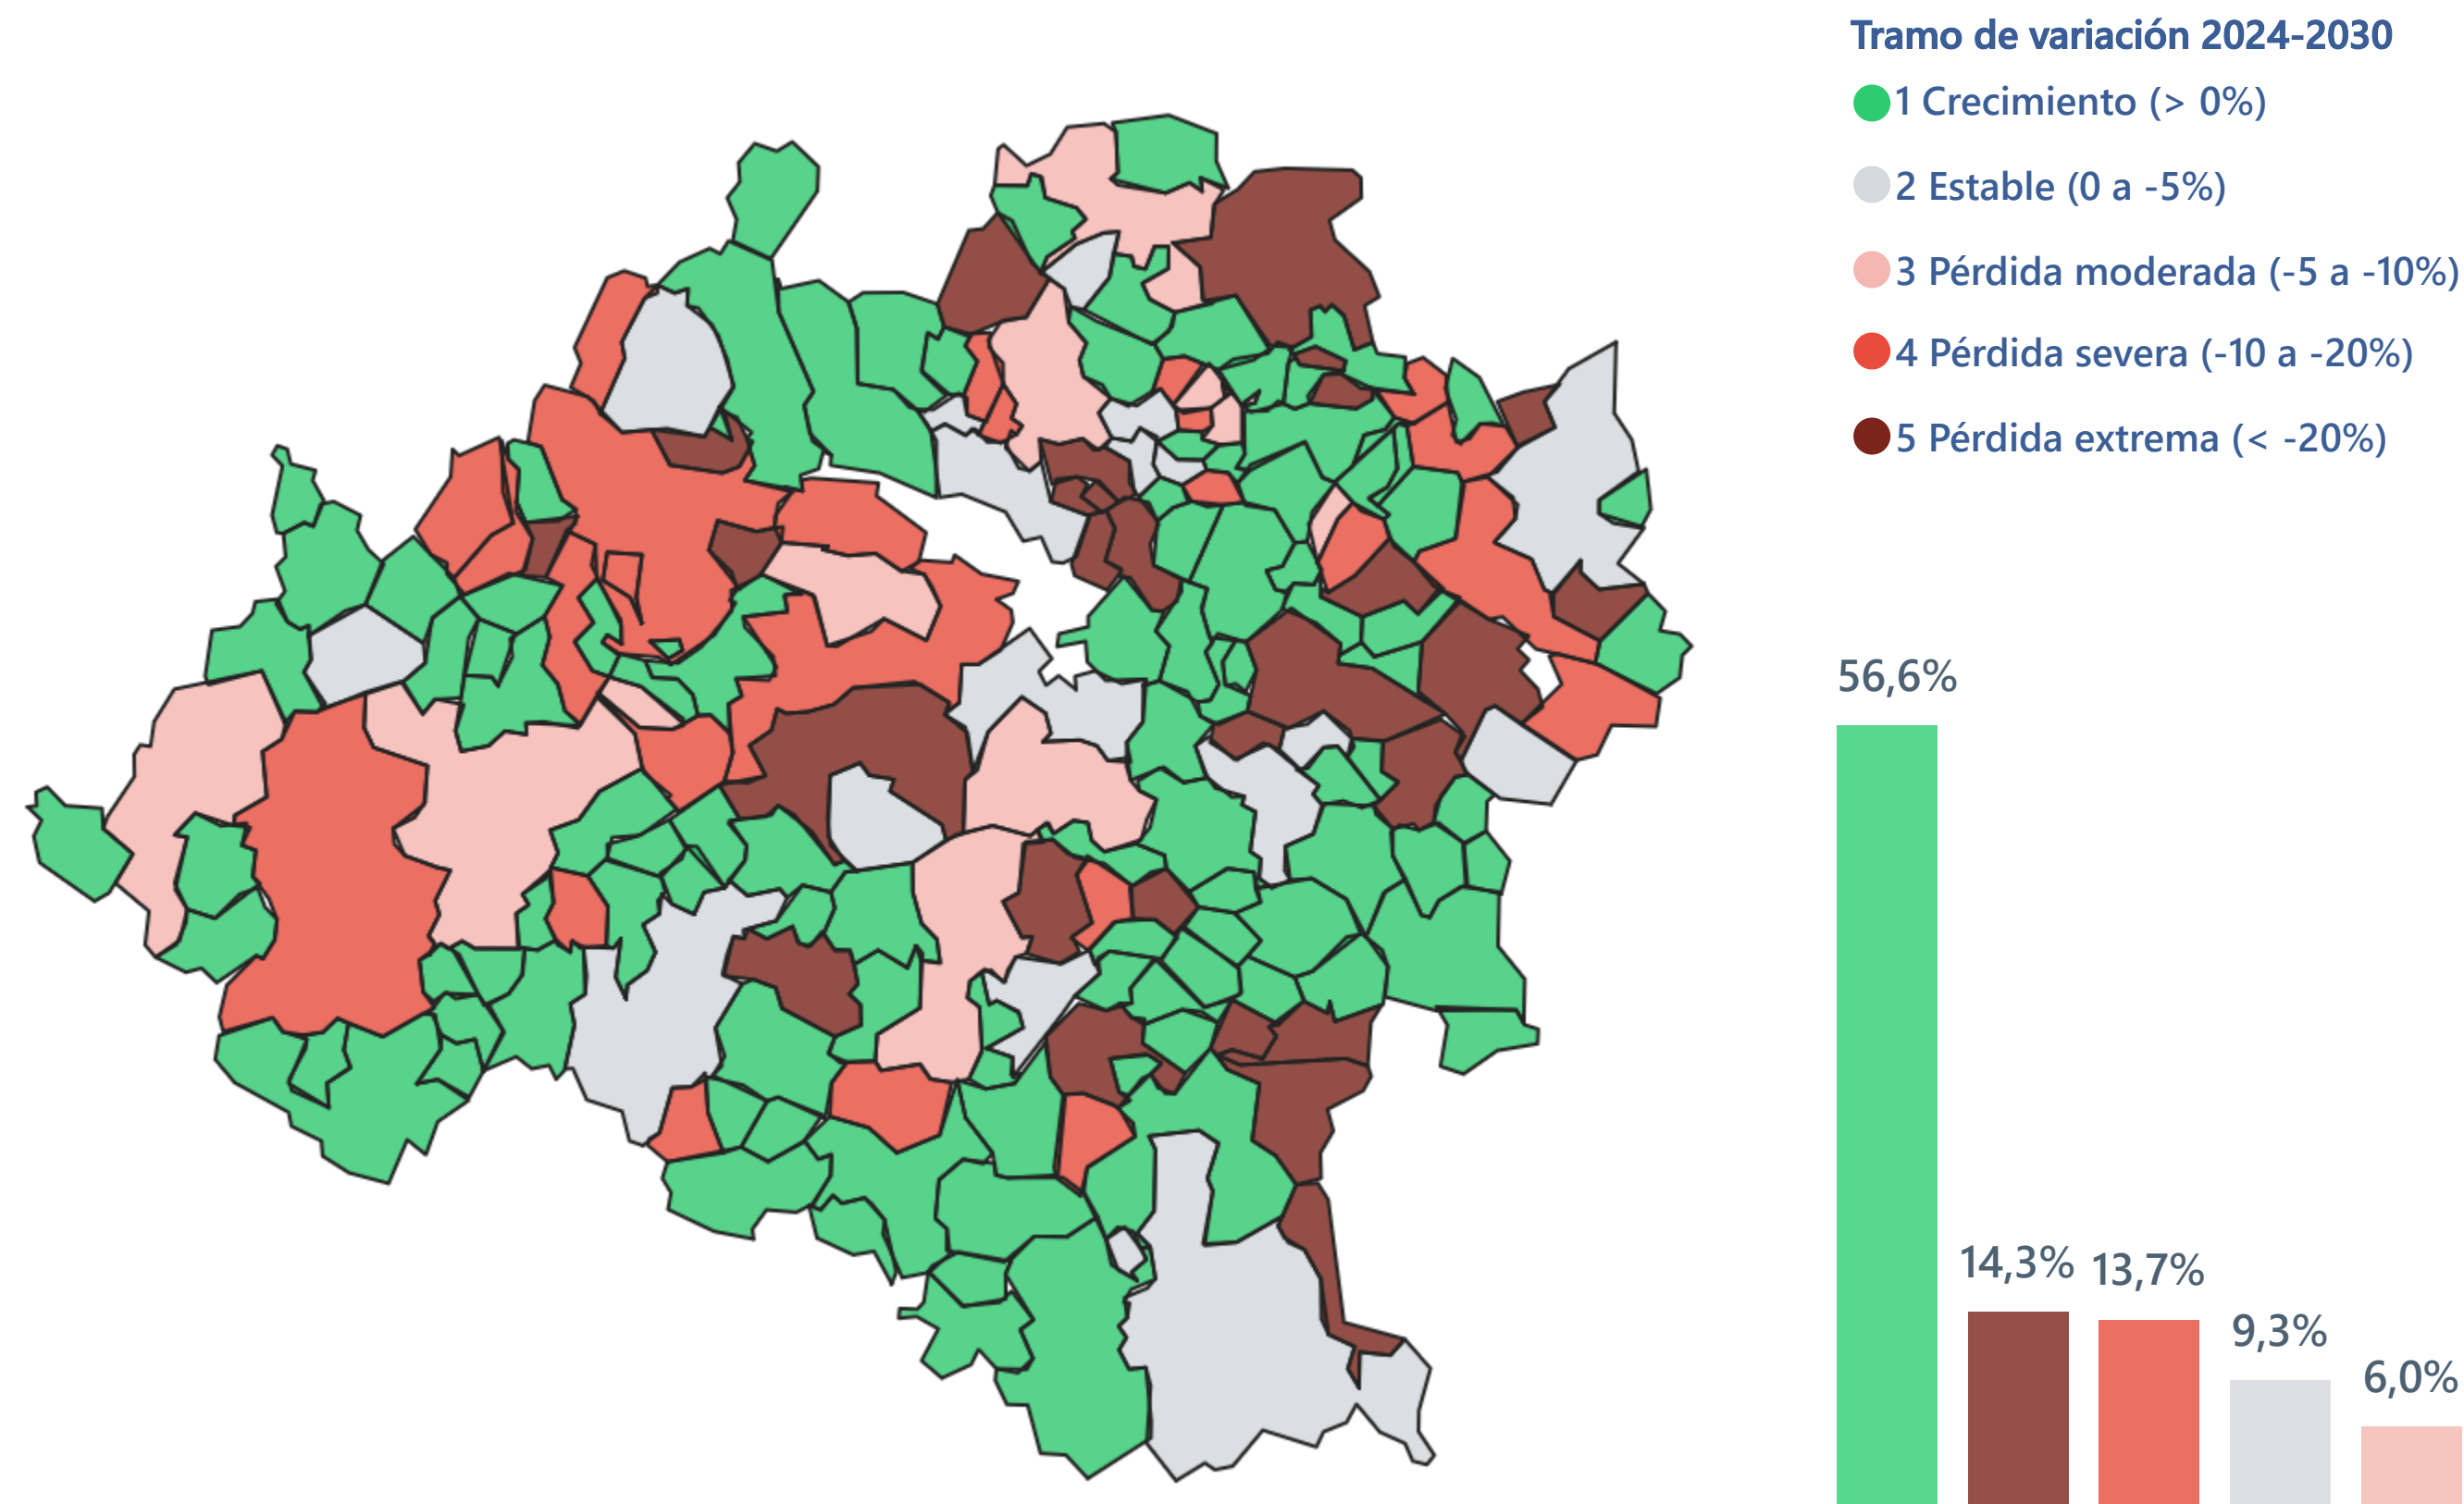 Tramo de variación 2024-2030
1 Crecimiento (> 0%)
2 Estable (0 a -5%)
3 Pérdida moderada (-5 a -10%)
4 Pérdida severa (-10 a -20%)
5 Pérdida extrema (< -20%)
56,6%
14,3%
13,7%
9,3%
6,0%